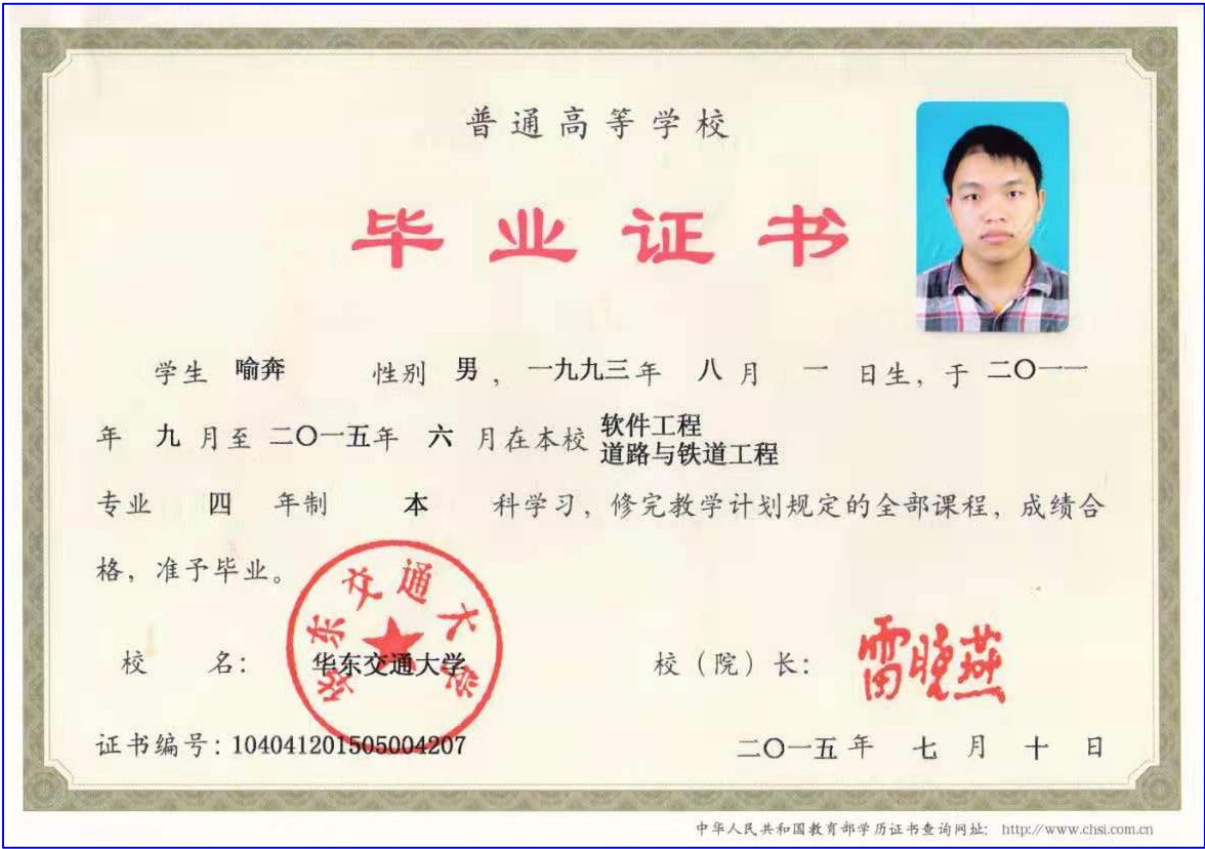 普通高等学校
毕业证书
学生 喻奔 性别 男，一九九三年 八 月 一 日生，于 二〇一一
年 九 月至 二〇一五年 六 月在本校 软件工程
道路与铁道工程
专业 四 年制 本 科学习，修完教学计划规定的全部课程，成绩合
格，准予毕业。
华东交通大学
校 名： 华东交通大学 校（院）长： 雷晓燕
证书编号：104041201505004207 二〇一五年 七 月 十 日
中华人民共和国教育部学历证书查询网址： http://www.chsi.com.cn